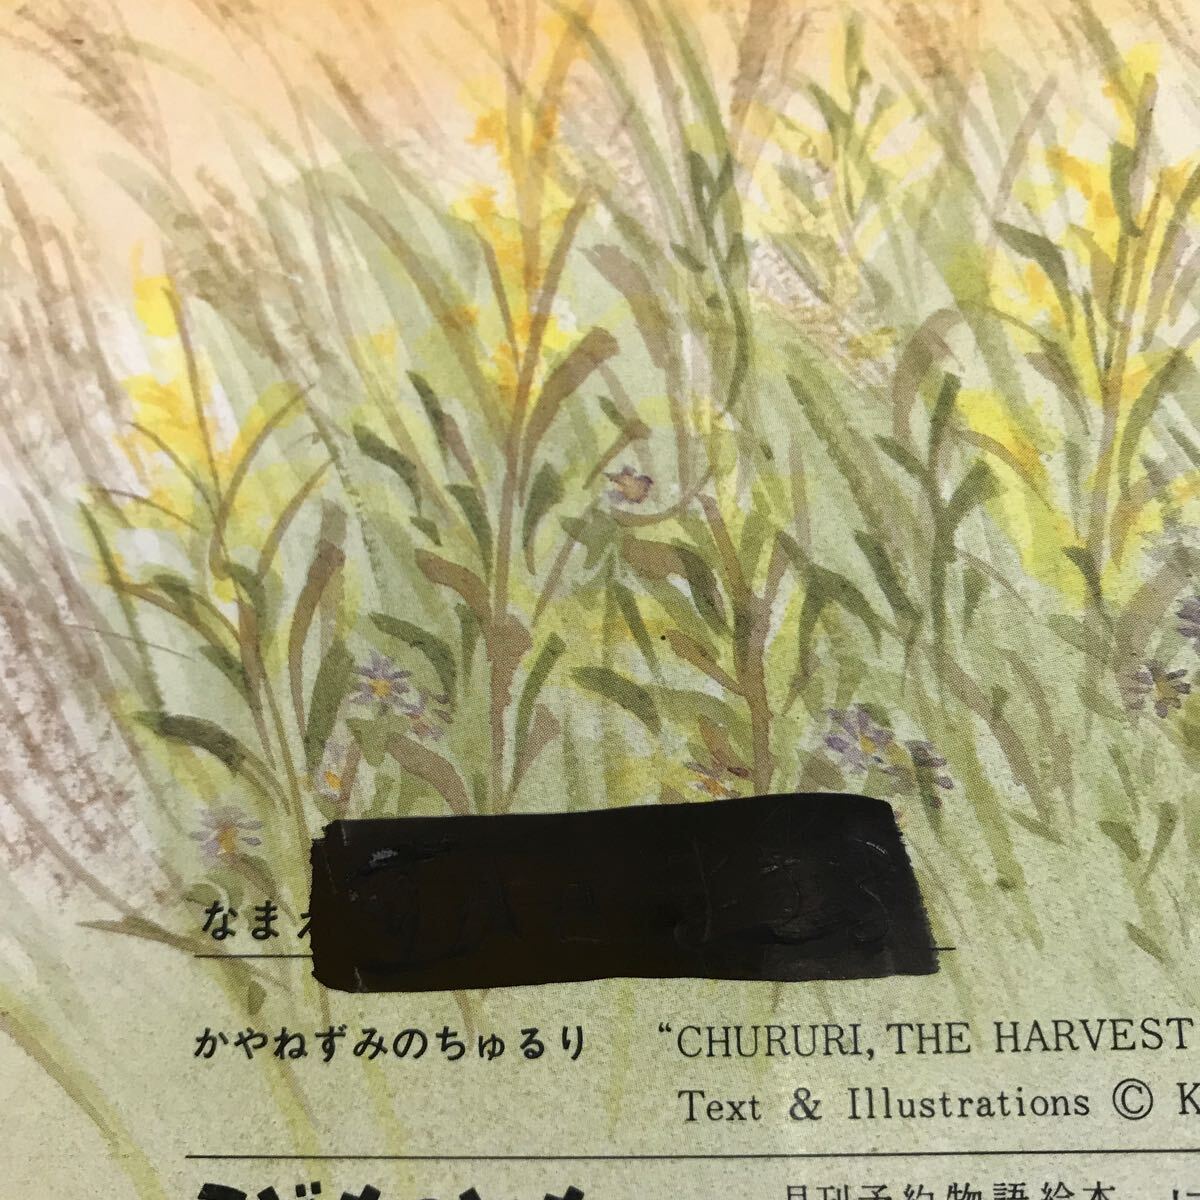 なまえ
かやねずみのちゅるり “CHURURI, THE HARVEST
Text & Illustrations © K
月刊予約物語絵本